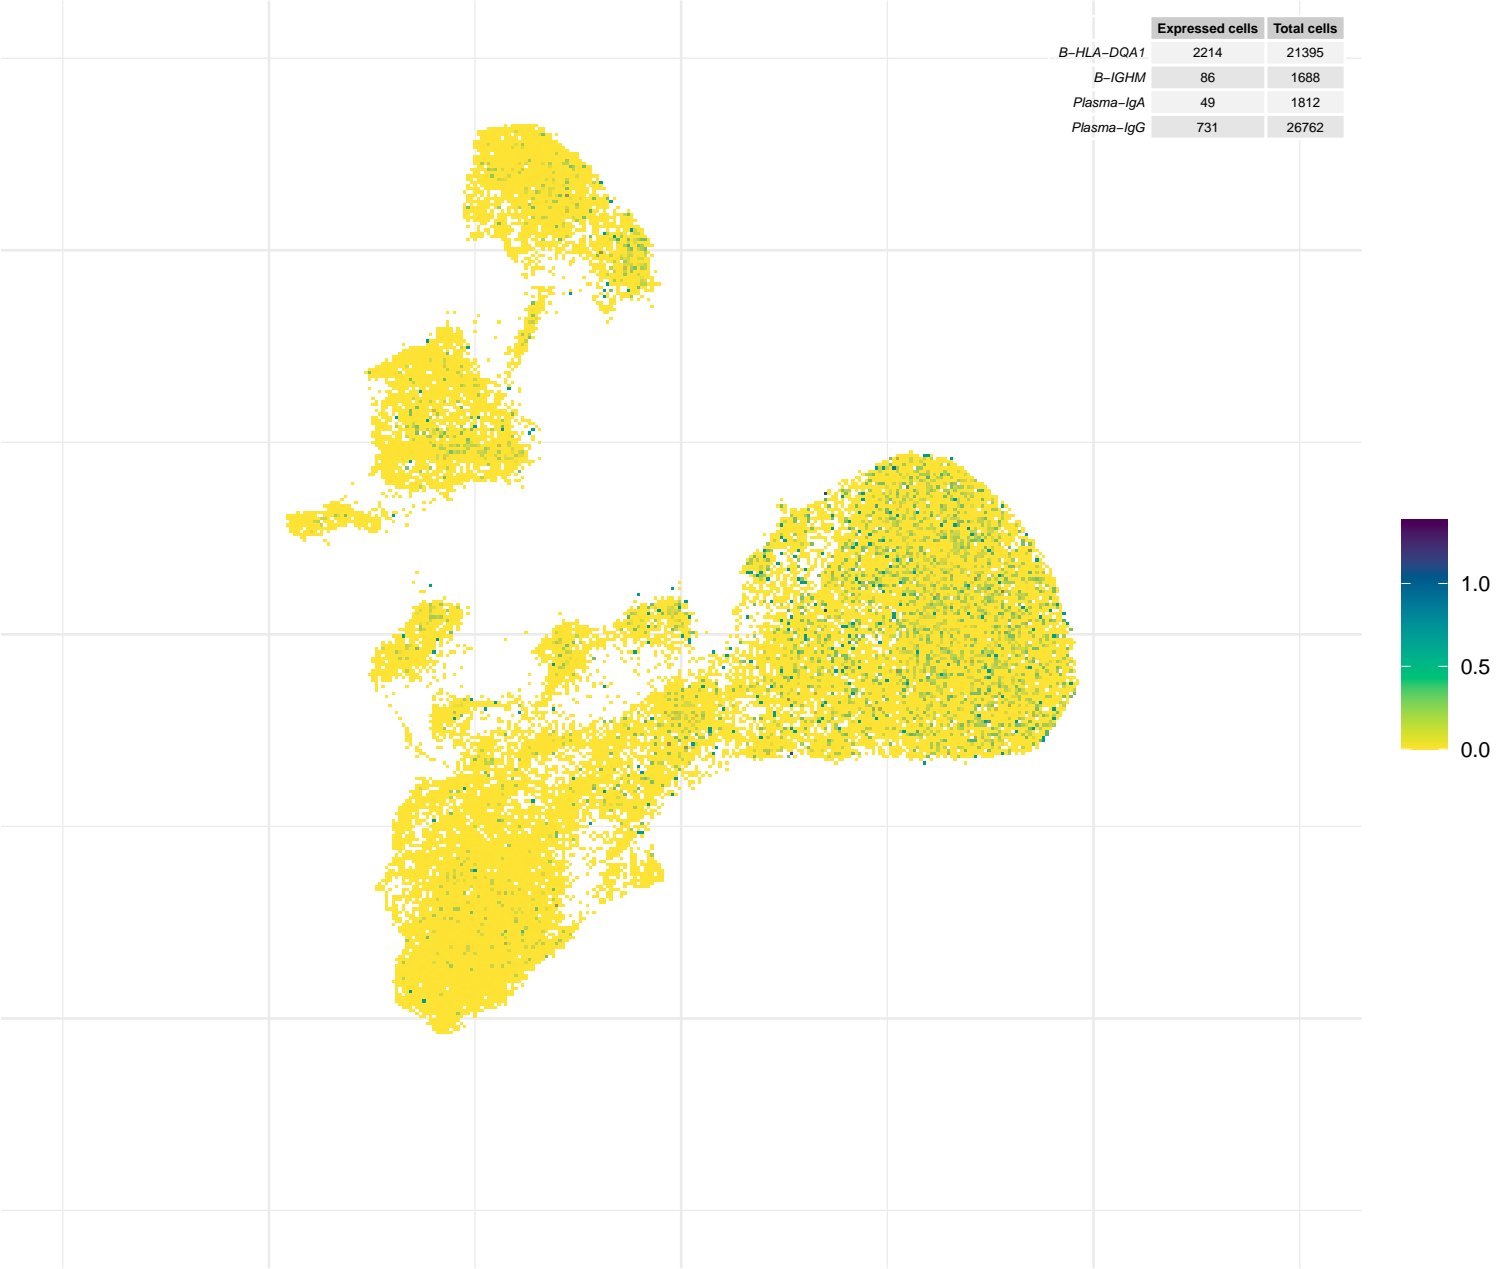 Expressed cells Total cells
B−HLA−DQA1 2214 21395
B−IGHM 86 1688
Plasma−IgA 49 1812
Plasma−IgG 731 26762
1.0
0.5
0.0